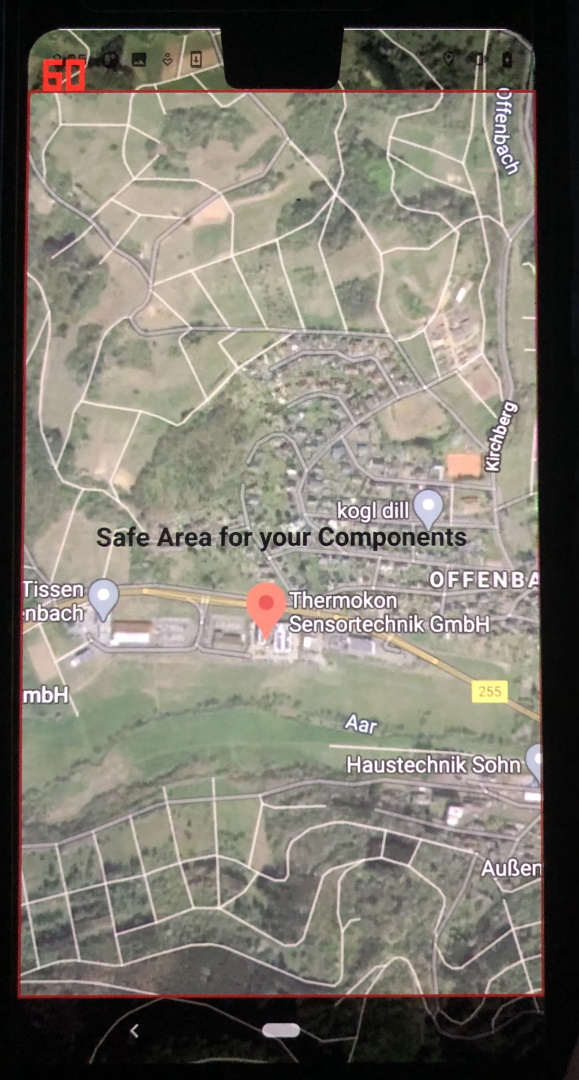 60
Offenbach
Kirchberg
kogl dill
Safe Area for your Components
OFFENBA
Tissen
nbach
Thermokon
Sensortechnik GmbH
mbH
255
Aar
Haustechnik Sohn
Außen